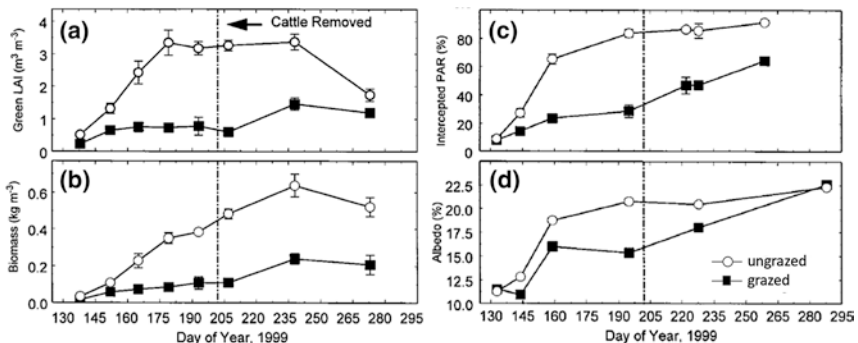 (a)
Cattle Removed
Green LAI (m³ m⁻³)
4
3
2
1
0
(b)
Biomass (kg m⁻³)
0.6
0.4
0.2
0.0
130 145 160 175 190 205 220 235 250 265 280 295
Day of Year, 1999
(c)
Intercepted PAR (%)
80
60
40
20
0
(d)
Albedo (%)
22.5
20.0
17.5
15.0
12.5
10.0
ungrazed
grazed
130 145 160 175 190 205 220 235 250 265 280 295
Day of Year, 1999